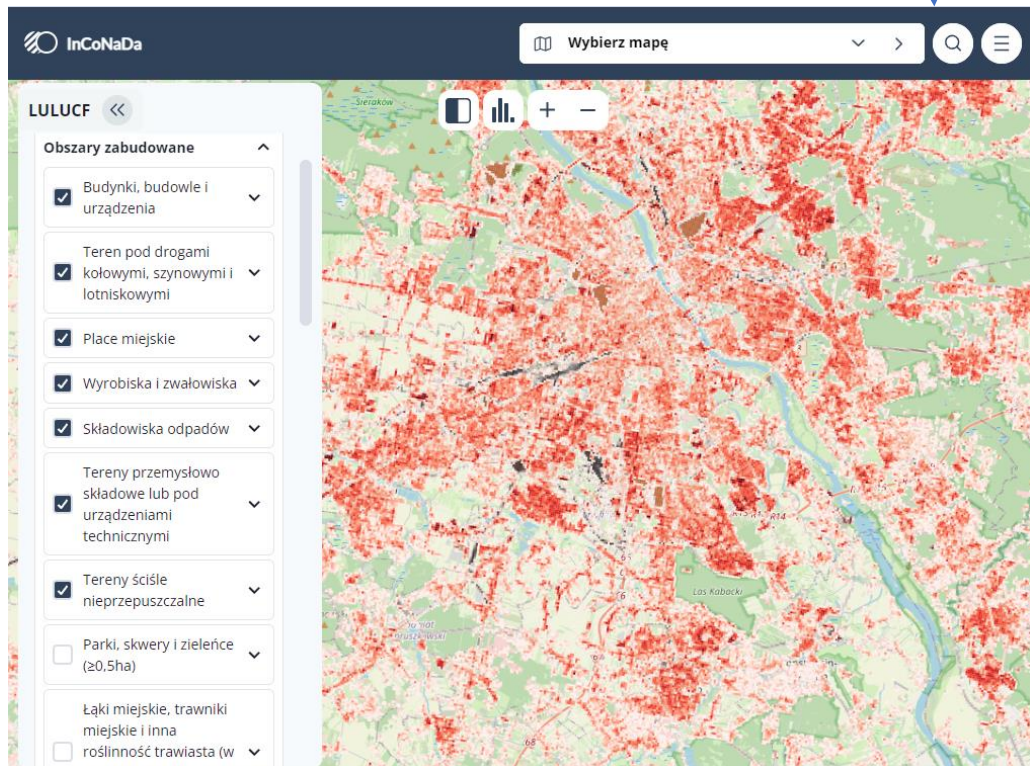 InCoNaDa
Wybierz mapę
LULUCF
Obszary zabudowane
Budynki, budowle i
urządzenia
Teren pod drogami
kołowymi, szynowymi i
lotniskowymi
Place miejskie
Wyrobiska i zwałowiska
Składowiska odpadów
Tereny przemysłowo
składowe lub pod
urządzeniami
technicznymi
Tereny ściśle
nieprzepuszczalne
Parki, skwery i zieleńce
(≥0,5ha)
Łąki miejskie, trawniki
miejskie i inna
roślinność trawiasta (w
Sieraków
Las Kabacki